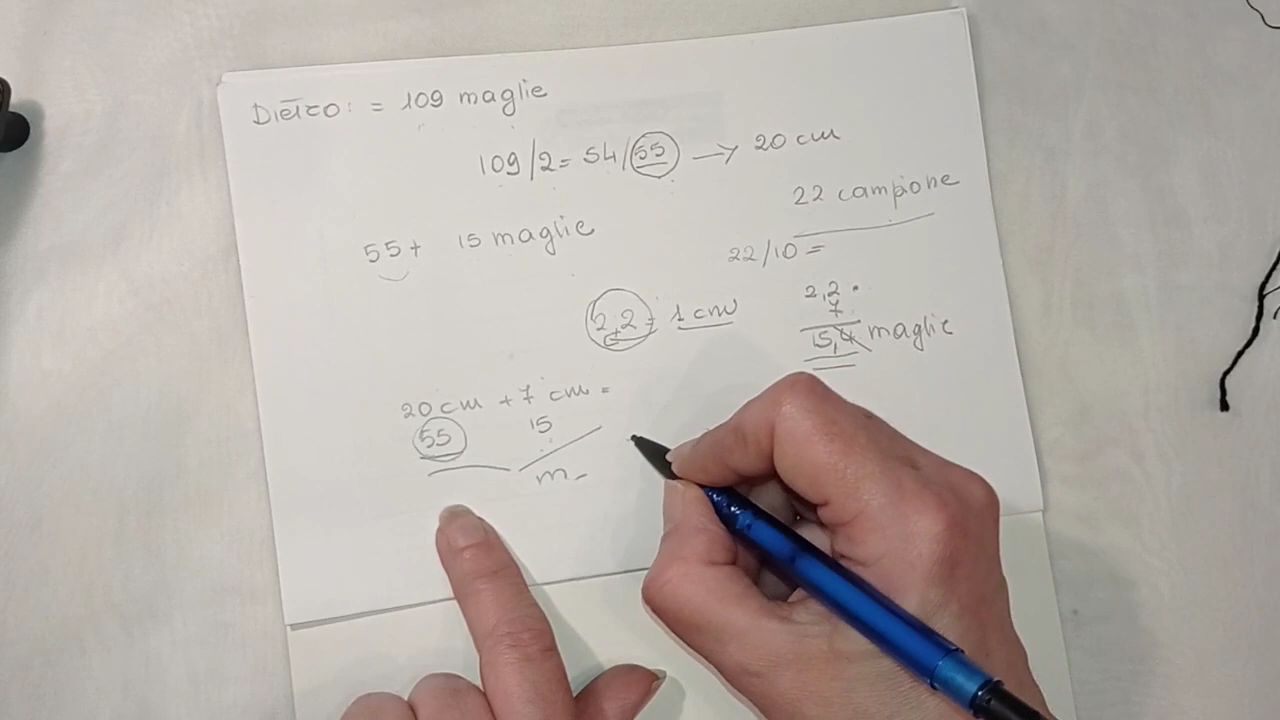 Dietro: = 109 maglie
109/2= 54/55 → 20 cm
22 campione
55+ 15 maglie
22/10 =
2,2 = 1 cm
2,2 •
7
15,4 maglie
20 cm + 7 cm =
55 15
m-